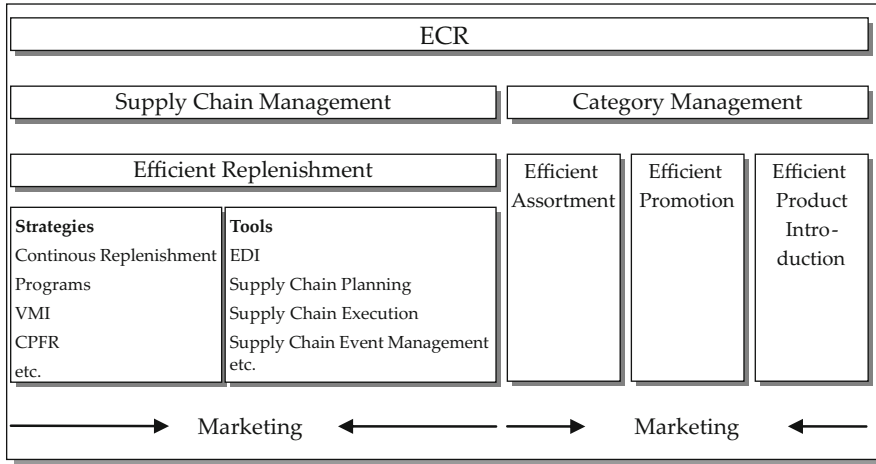 ECR
Supply Chain Management
Category Management
Efficient Replenishment
Strategies
Continous Replenishment
Programs
VMI
CPFR
etc.
Tools
EDI
Supply Chain Planning
Supply Chain Execution
Supply Chain Event Management
etc.
Efficient
Assortment
Efficient
Promotion
Efficient
Product
Intro-
duction
Marketing
Marketing